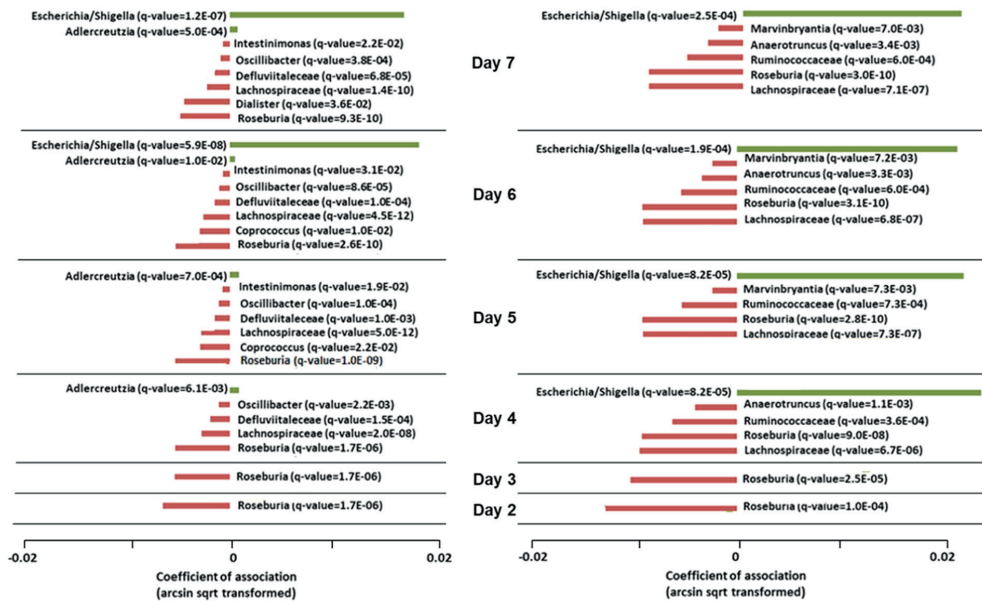 Escherichia/Shigella (q-value=1.2E-07)
Adlercreutzia (q-value=5.0E-04)
Intestinimonas (q-value=2.2E-02)
Oscillibacter (q-value=3.8E-04)
Defluviitaleceae (q-value=6.8E-05)
Lachnospiraceae (q-value=1.4E-10)
Dialister (q-value=3.6E-02)
Roseburia (q-value=9.3E-10)
Day 7
Escherichia/Shigella (q-value=2.5E-04)
Marvinbryantia (q-value=7.0E-03)
Anaerotruncus (q-value=3.4E-03)
Ruminococcaceae (q-value=6.0E-04)
Roseburia (q-value=3.0E-10)
Lachnospiraceae (q-value=7.1E-07)
Escherichia/Shigella (q-value=5.9E-08)
Adlercreutzia (q-value=1.0E-02)
Intestinimonas (q-value=3.1E-02)
Oscillibacter (q-value=8.6E-05)
Defluviitaleceae (q-value=1.0E-04)
Lachnospiraceae (q-value=4.5E-12)
Coprococcus (q-value=1.0E-02)
Roseburia (q-value=2.6E-10)
Day 6
Escherichia/Shigella (q-value=1.9E-04)
Marvinbryantia (q-value=7.2E-03)
Anaerotruncus (q-value=3.3E-03)
Ruminococcaceae (q-value=6.0E-04)
Roseburia (q-value=3.1E-10)
Lachnospiraceae (q-value=6.8E-07)
Adlercreutzia (q-value=7.0E-04)
Intestinimonas (q-value=1.9E-02)
Oscillibacter (q-value=1.0E-04)
Defluviitaleceae (q-value=1.0E-03)
Lachnospiraceae (q-value=5.0E-12)
Coprococcus (q-value=2.2E-02)
Roseburia (q-value=1.0E-09)
Day 5
Escherichia/Shigella (q-value=8.2E-05)
Marvinbryantia (q-value=7.3E-03)
Ruminococcaceae (q-value=7.3E-04)
Roseburia (q-value=2.8E-10)
Lachnospiraceae (q-value=7.3E-07)
Adlercreutzia (q-value=6.1E-03)
Oscillibacter (q-value=2.2E-03)
Defluviitaleceae (q-value=1.5E-04)
Lachnospiraceae (q-value=2.0E-08)
Roseburia (q-value=1.7E-06)
Day 4
Escherichia/Shigella (q-value=8.2E-05)
Anaerotruncus (q-value=1.1E-03)
Ruminococcaceae (q-value=3.6E-04)
Roseburia (q-value=9.0E-08)
Lachnospiraceae (q-value=6.7E-06)
Roseburia (q-value=1.7E-06)
Day 3
Roseburia (q-value=2.5E-05)
Roseburia (q-value=1.7E-06)
Day 2
Roseburia (q-value=1.0E-04)
-0.02 0 0.02
Coefficient of association
(arcsin sqrt transformed)
-0.02 0 0.02
Coefficient of association
(arcsin sqrt transformed)